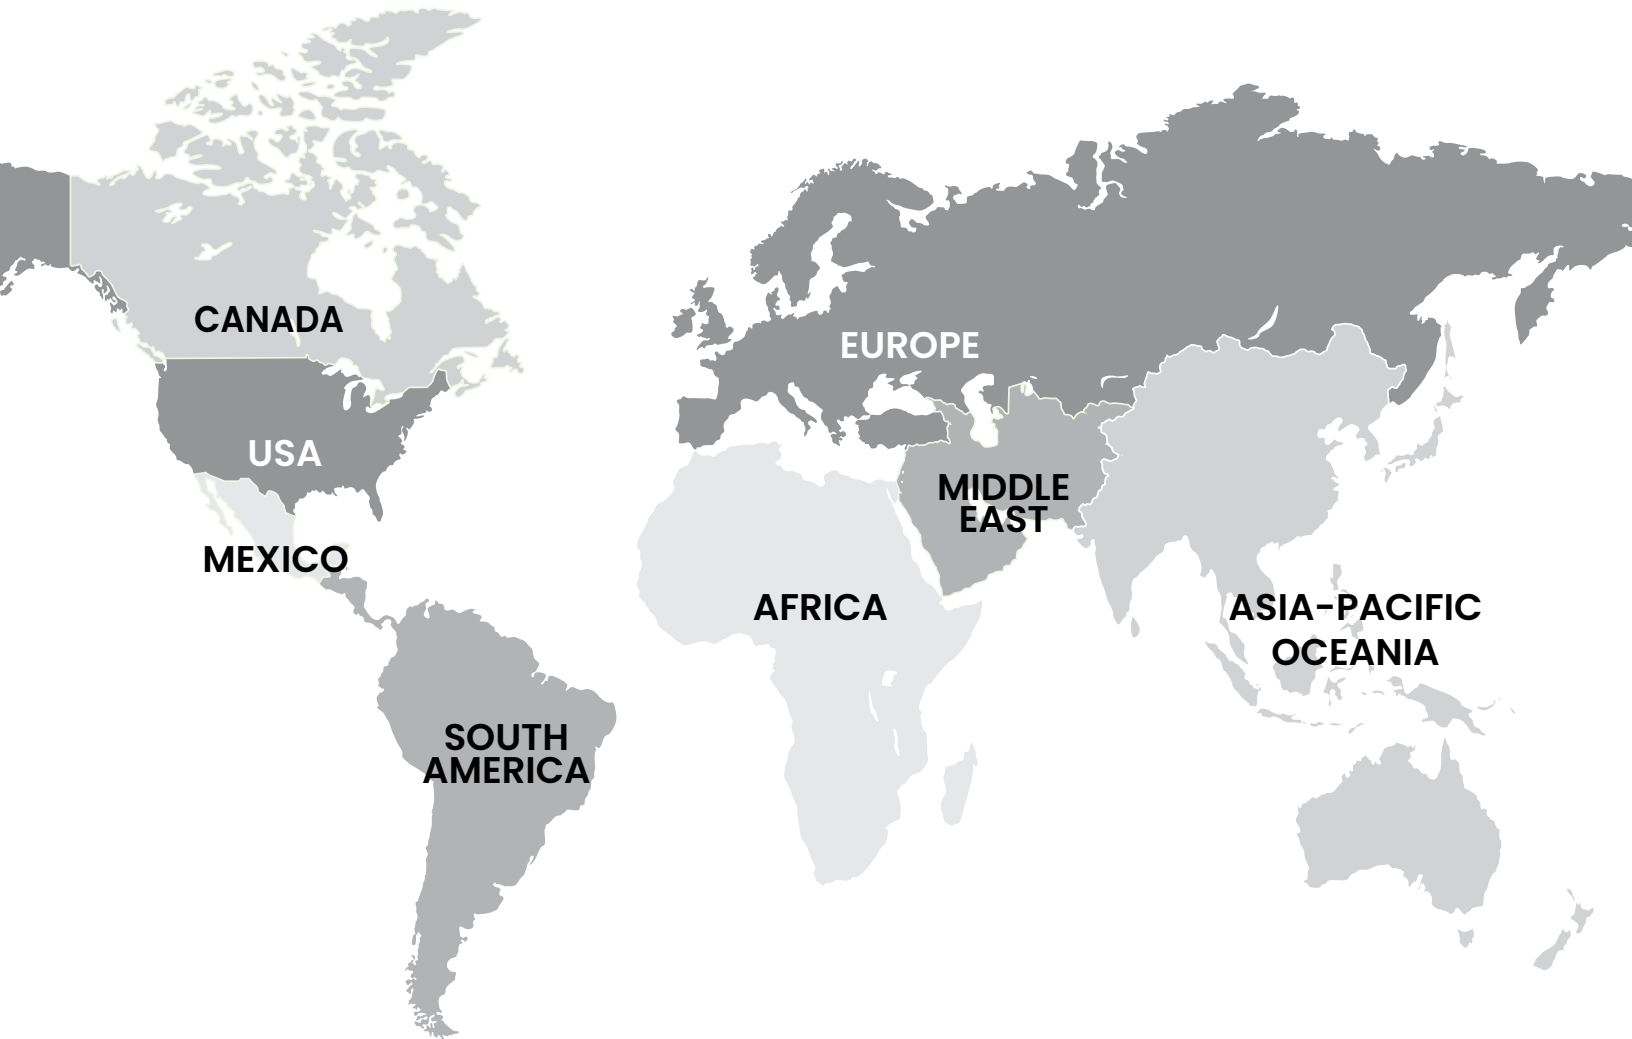 CANADA
EUROPE
USA
MIDDLE
EAST
MEXICO
AFRICA
ASIA-PACIFIC
OCEANIA
SOUTH
AMERICA